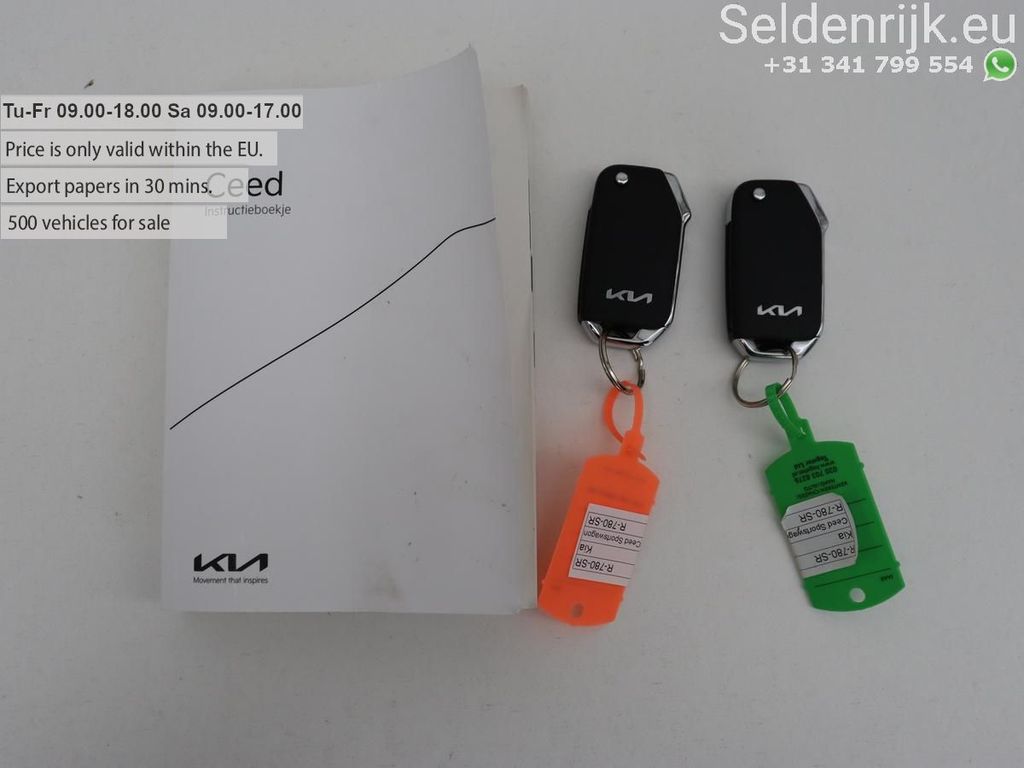 Seldenrijk.eu
+31 341 799 554
Tu-Fr 09.00-18.00 Sa 09.00-17.00
Price is only valid within the EU.
Export papers in 30 mins.
500 vehicles for sale
Ceed
Instructieboekje
KIA
Movement that inspires
KIA
KIA
R-780-SR
Kia
Ceed Sportswagon
R-780-SR
R-780-SR
Kia
Ceed Sportswag
R-780-SR